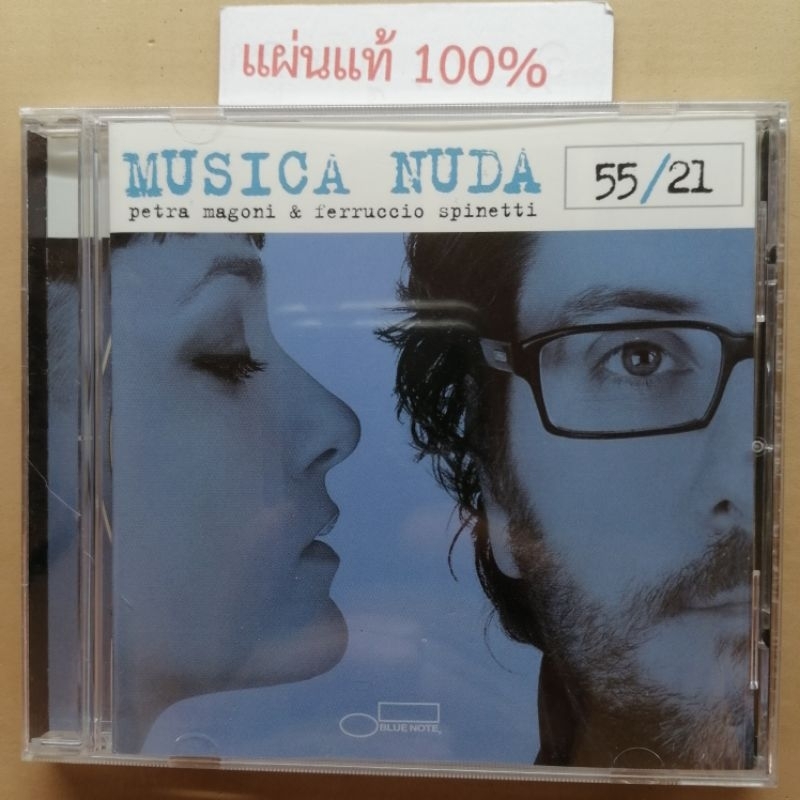 แผ่นแท้ 100%
MUSICA NUDA
55/21
petra magoni & ferruccio spinetti
BLUE NOTE